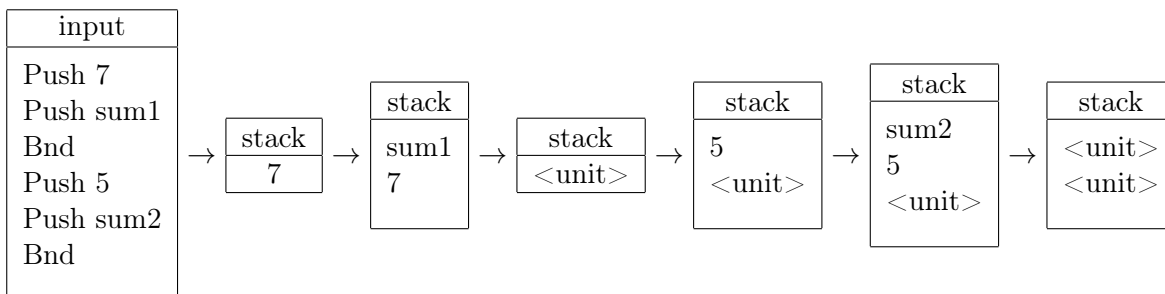 input
Push 7
Push sum1
Bnd
Push 5
Push sum2
Bnd
→
stack
7
→
stack
sum1
7
→
stack
<unit>
→
stack
5
<unit>
→
stack
sum2
5
<unit>
→
stack
<unit>
<unit>